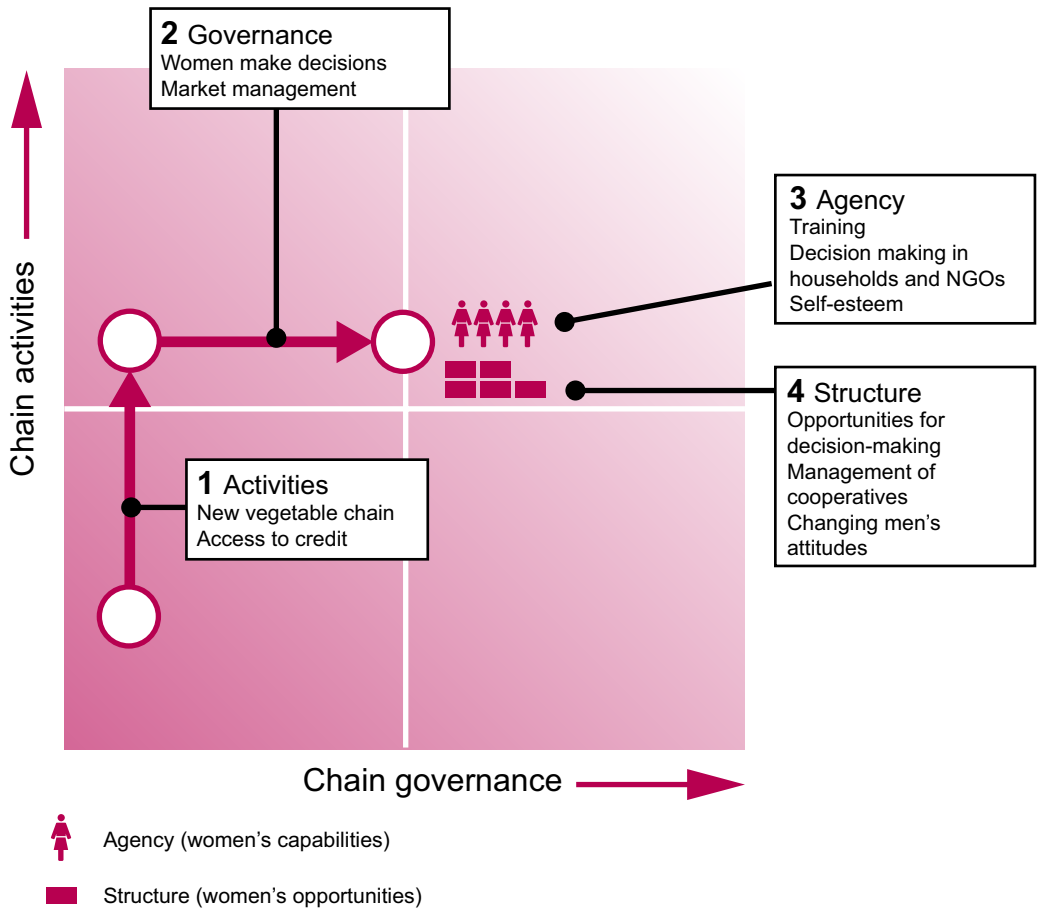 2 Governance
Women make decisions
Market management
3 Agency
Training
Decision making in
households and NGOs
Self-esteem
4 Structure
Opportunities for
decision-making
Management of
cooperatives
Changing men’s
attitudes
1 Activities
New vegetable chain
Access to credit
Chain activities
Chain governance
Agency (women’s capabilities)
Structure (women’s opportunities)